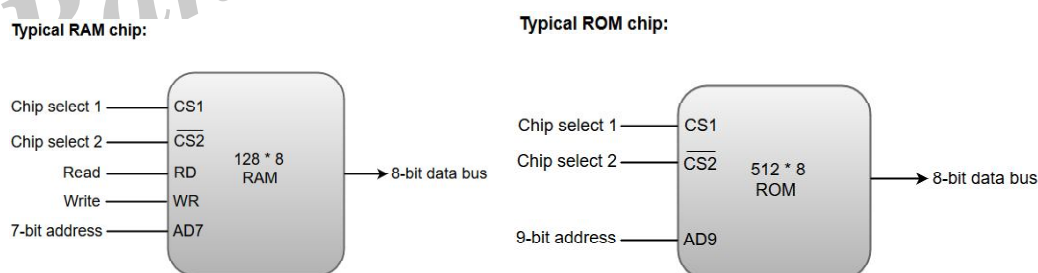 Typical RAM chip:
Chip select 1
CS1
Chip select 2
CS2
Read
RD
128 * 8
RAM
Write
WR
7-bit address
AD7
8-bit data bus
Typical ROM chip:
Chip select 1
CS1
Chip select 2
CS2
512 * 8
ROM
9-bit address
AD9
8-bit data bus